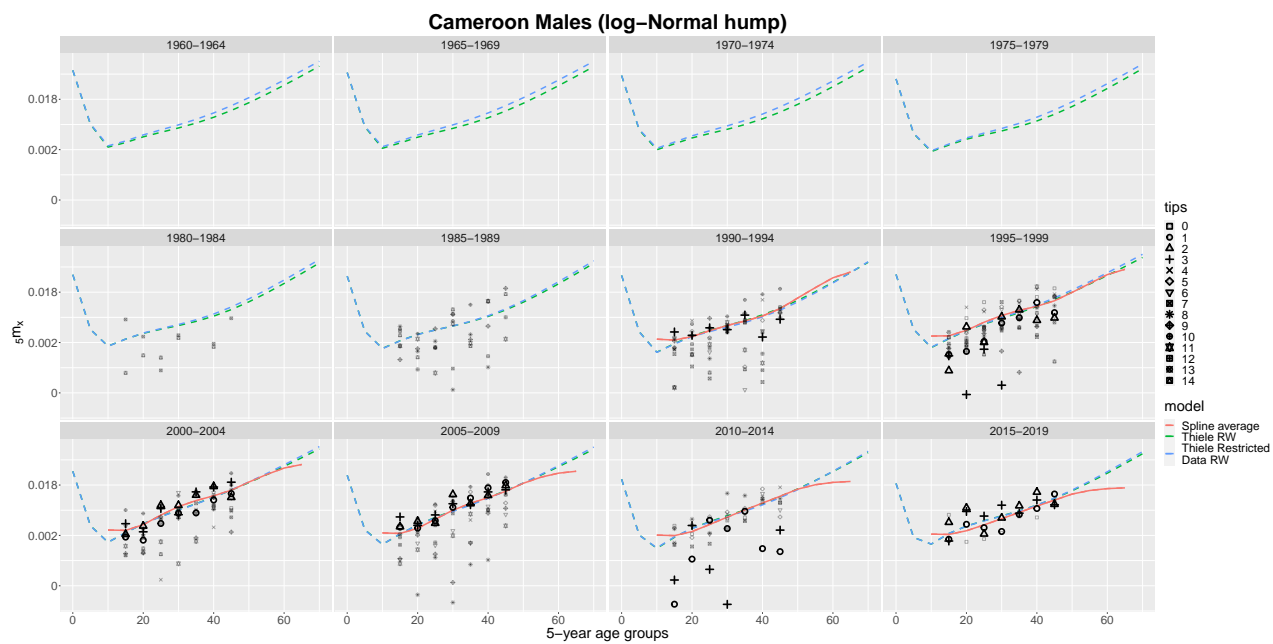 Cameroon Males (log−Normal hump)
1960−1964
1965−1969
1970−1974
1975−1979
0.018
0.002
0
1980−1984
1985−1989
1990−1994
1995−1999
0.018
0.002
0
5mx
2000−2004
2005−2009
2010−2014
2015−2019
0.018
0.002
0
0 20 40 60
0 20 40 60
0 20 40 60
0 20 40 60
5−year age groups
tips
0
1
2
3
4
5
6
7
8
9
10
11
12
13
14
model
Spline average
Thiele RW
Thiele Restricted
Data RW